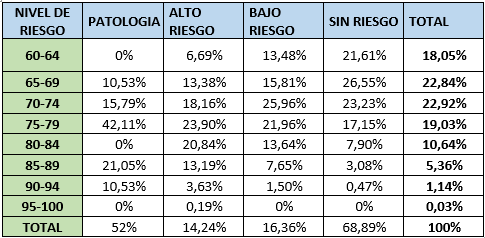 NIVEL DE RIESGO PATOLOGIA ALTO RIESGO BAJO RIESGO SIN RIESGO TOTAL
60-64 0% 6,69% 13,48% 21,61% 18,05%
65-69 10,53% 13,38% 15,81% 26,55% 22,84%
70-74 15,79% 18,16% 25,96% 23,23% 22,92%
75-79 42,11% 23,90% 21,96% 17,15% 19,03%
80-84 0% 20,84% 13,64% 7,90% 10,64%
85-89 21,05% 13,19% 7,65% 3,08% 5,36%
90-94 10,53% 3,63% 1,50% 0,47% 1,14%
95-100 0% 0,19% 0% 0% 0,03%
TOTAL 52% 14,24% 16,36% 68,89% 100%